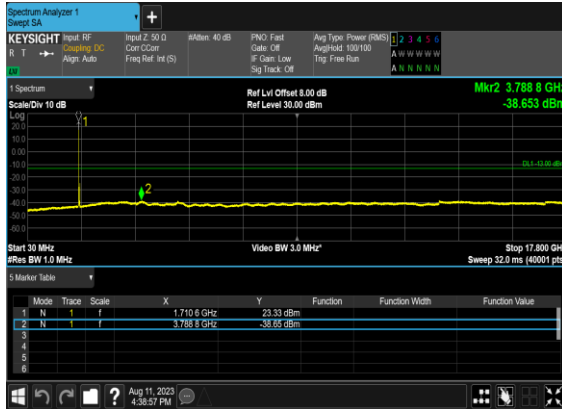 Spectrum Analyzer 1
Swept SA
+
KEYSIGHT Input: RF Input Z: 50 Ω #Atten: 40 dB PNO: Fast Avg Type: Power (RMS) 1 2 3 4 5 6
R T Coupling: DC Corr CCorr Gate: Off Avg|Hold: 100/100 A W W W W W
Align: Auto Freq Ref: Int (S) IF Gain: Low Trig: Free Run
LU Sig Track: Off A N N N N N
1 Spectrum Ref Lvl Offset 8.00 dB Mkr2 3.788 8 GHz
Scale/Div 10 dB Ref Level 30.00 dBm -38.653 dBm
Log
1
20.0
10.0
0.00
-10.0 DL1 -13.00 dBm
-20.0
-30.0 2
-40.0
-50.0
-60.0
Start 30 MHz Video BW 3.0 MHz* Stop 17.800 GHz
#Res BW 1.0 MHz Sweep 32.0 ms (40001 pts)
5 Marker Table
Mode Trace Scale X Y Function Function Width Function Value
1 N 1 f 1.710 6 GHz 23.33 dBm
2 N 1 f 3.788 8 GHz -38.65 dBm
3
4
5
6
? Aug 11, 2023
4:38:57 PM